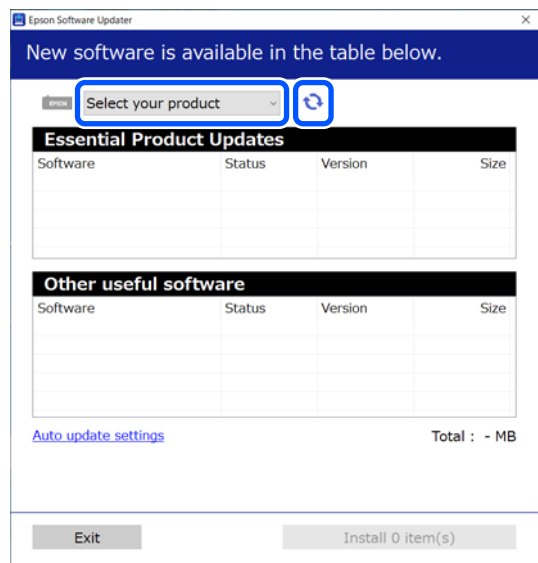 Epson Software Updater
New software is available in the table below.
EPSON Select your product
Essential Product Updates
Software Status Version Size
Other useful software
Software Status Version Size
Auto update settings Total : - MB
Exit Install 0 item(s)